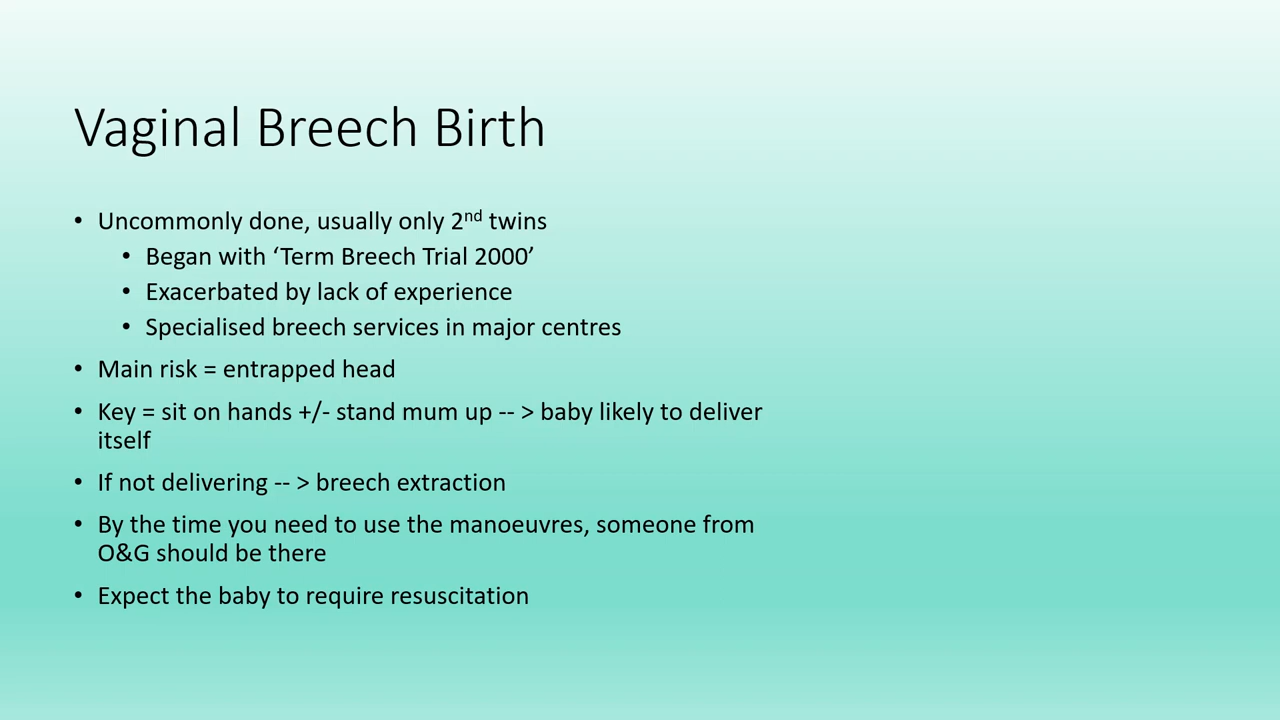 Vaginal Breech Birth
• Uncommonly done, usually only 2nd twins
• Began with ‘Term Breech Trial 2000’
• Exacerbated by lack of experience
• Specialised breech services in major centres
• Main risk = entrapped head
• Key = sit on hands +/- stand mum up -- > baby likely to deliver
itself
• If not delivering -- > breech extraction
• By the time you need to use the manoeuvres, someone from
O&G should be there
• Expect the baby to require resuscitation